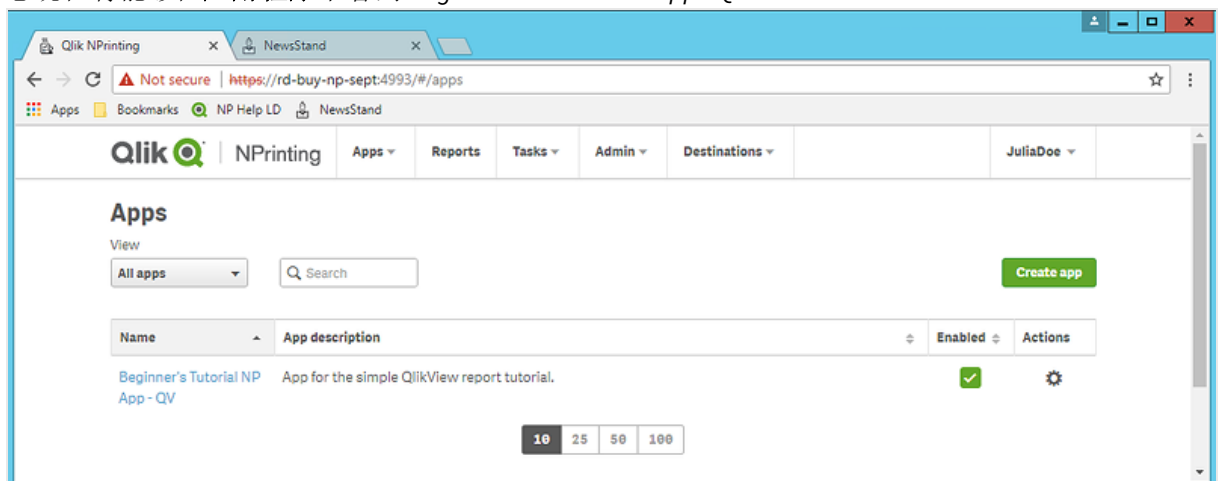 Qlik NPrinting
NewsStand
Not secure | https://rd-buy-np-sept:4993/#/apps
Apps Bookmarks NP Help LD NewsStand
Qlik NPrinting Apps Reports Tasks Admin Destinations JuliaDoe
Apps
View
All apps Search Create app
Name App description Enabled Actions
Beginner's Tutorial NP App for the simple QlikView report tutorial.
App - QV
10 25 50 100